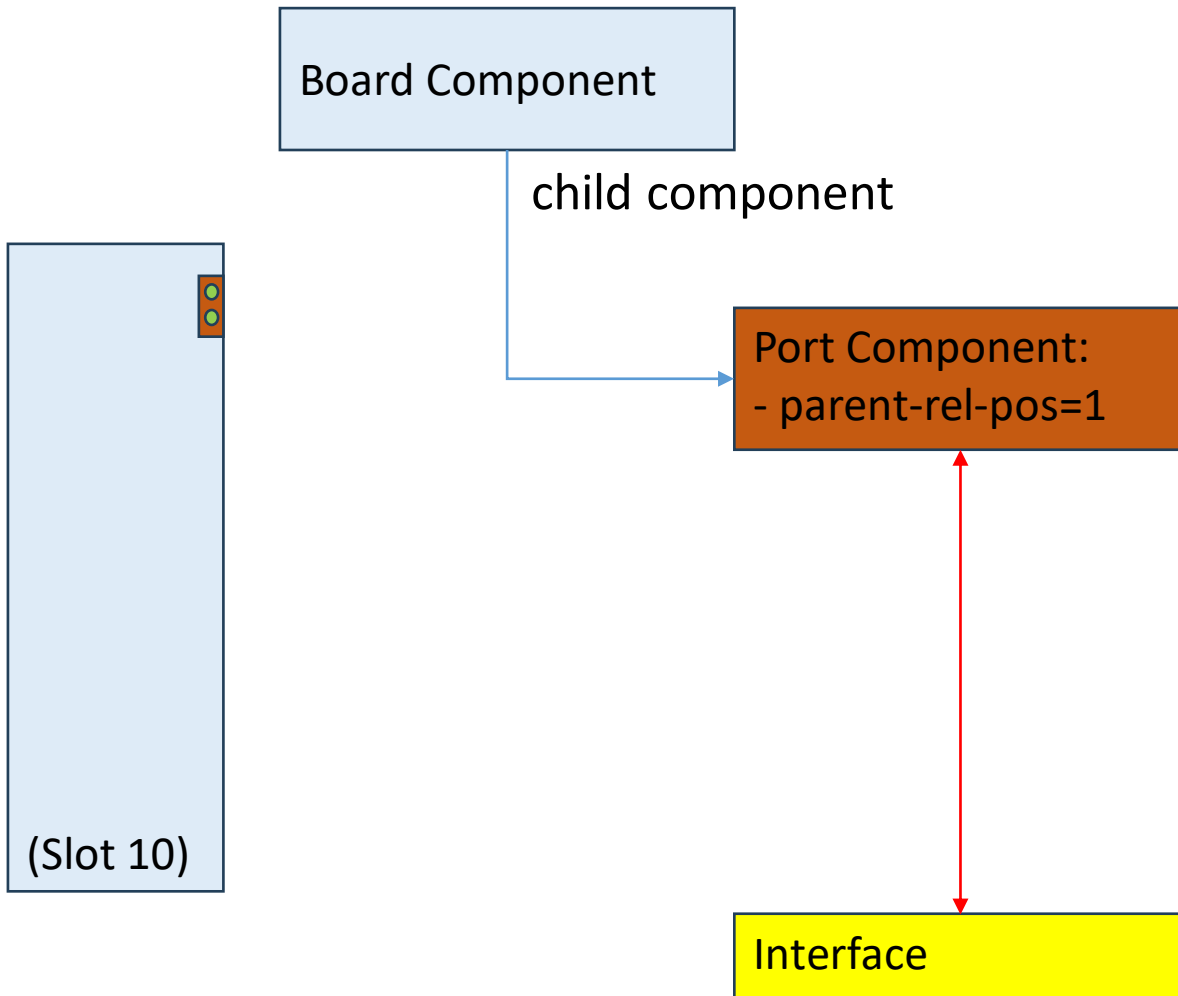 Board Component
child component
Port Component:
- parent-rel-pos=1
(Slot 10)
Interface